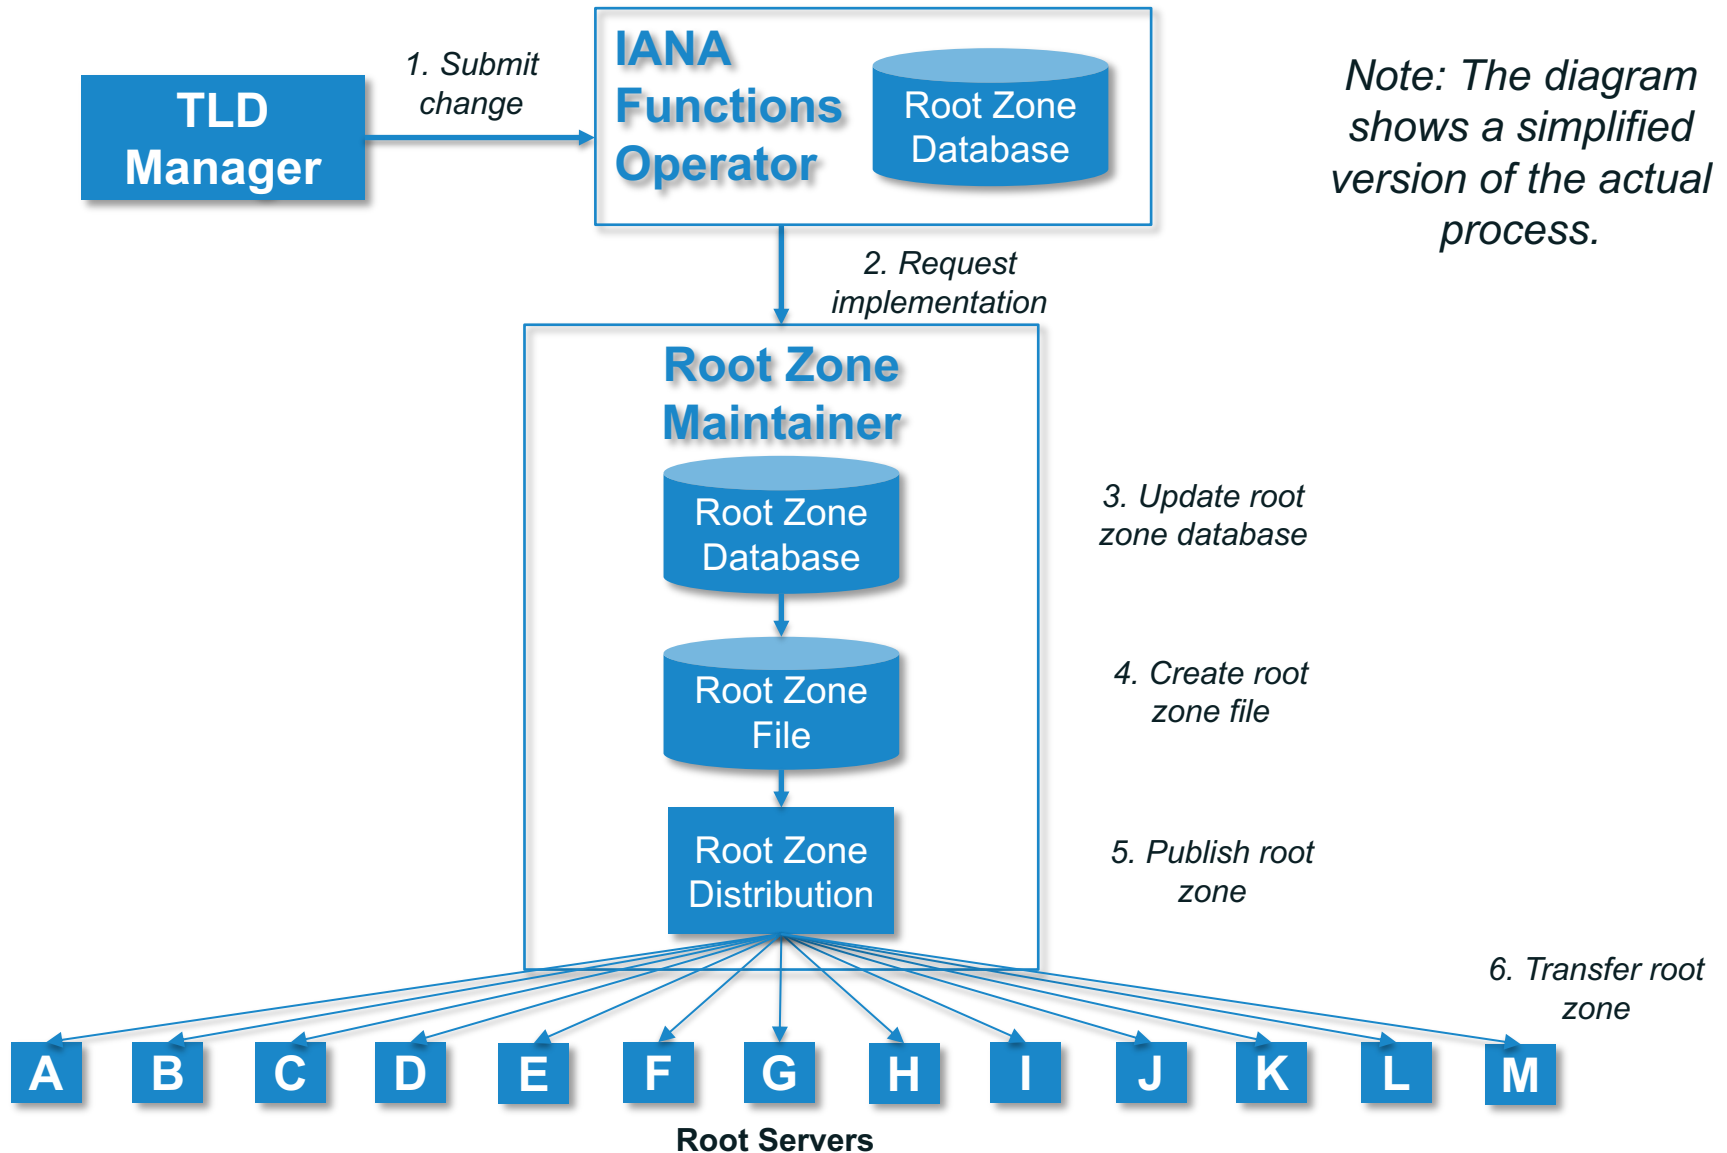 TLD
Manager
1. Submit
change
IANA
Functions
Operator
Root Zone
Database
Note: The diagram
shows a simplified
version of the actual
process.
2. Request
implementation
Root Zone
Maintainer
Root Zone
Database
3. Update root
zone database
Root Zone
File
4. Create root
zone file
Root Zone
Distribution
5. Publish root
zone
6. Transfer root
zone
A B C D E F G H I J K L M
Root Servers